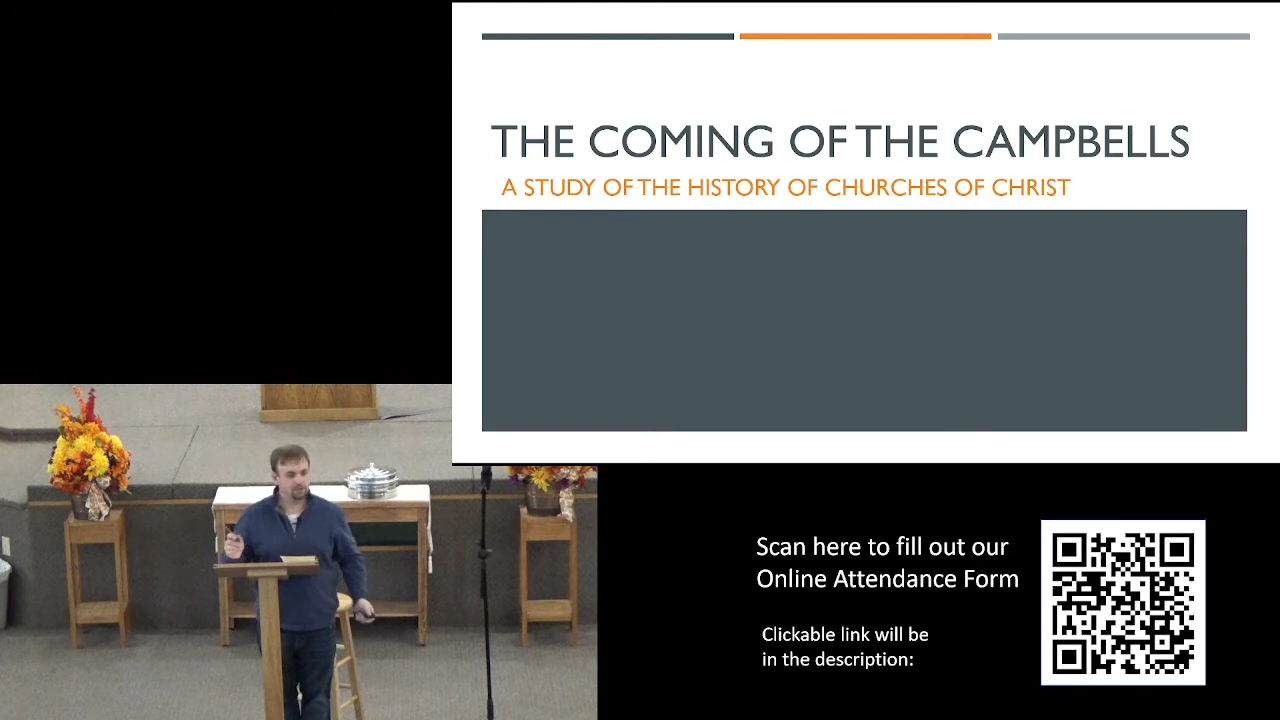 THE COMING OF THE CAMPBELLS
A STUDY OF THE HISTORY OF CHURCHES OF CHRIST
Scan here to fill out our
Online Attendance Form
Clickable link will be
in the description: